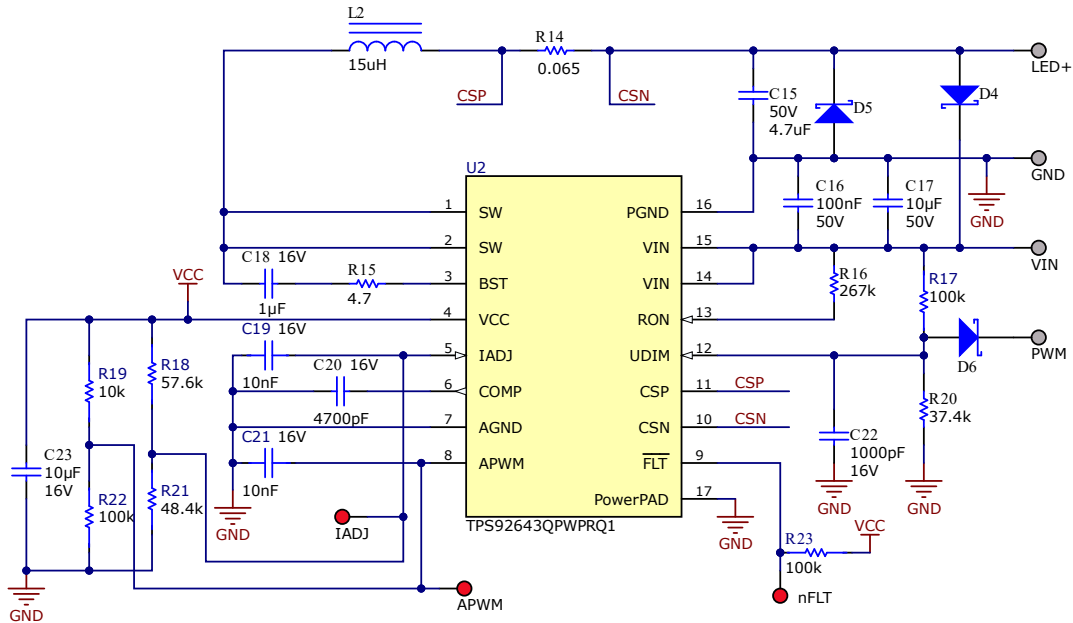 L2
15uH
R14
0.065
CSP
CSN
LED+
C15
50V
4.7uF
D5
D4
GND
GND
C16
100nF
50V
C17
10µF
50V
VIN
U2
1 SW PGND 16
2 SW VIN 15
3 BST VIN 14
4 VCC RON 13
5 IADJ UDIM 12
6 COMP CSP 11 CSP
7 AGND CSN 10 CSN
8 APWM FLT 9
PowerPAD 17
TPS92643QPWPRQ1
C18 16V
1µF
R15
4.7
VCC
C19 16V
10nF
C20 16V
4700pF
C21 16V
10nF
GND
R16
267k
R17
100k
PWM
D6
R20
37.4k
C22
1000pF
16V
GND
GND
GND
R19
10k
R18
57.6k
C23
10µF
16V
R22
100k
R21
48.4k
GND
IADJ
APWM
VCC
R23
100k
nFLT